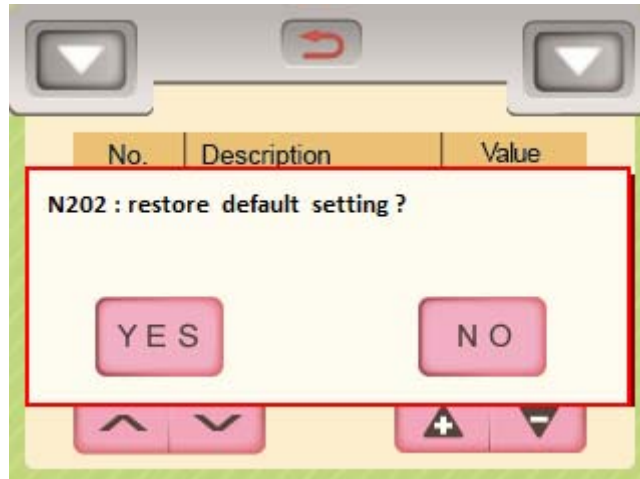 No. Description Value
N202 : restore default setting ?
YES NO